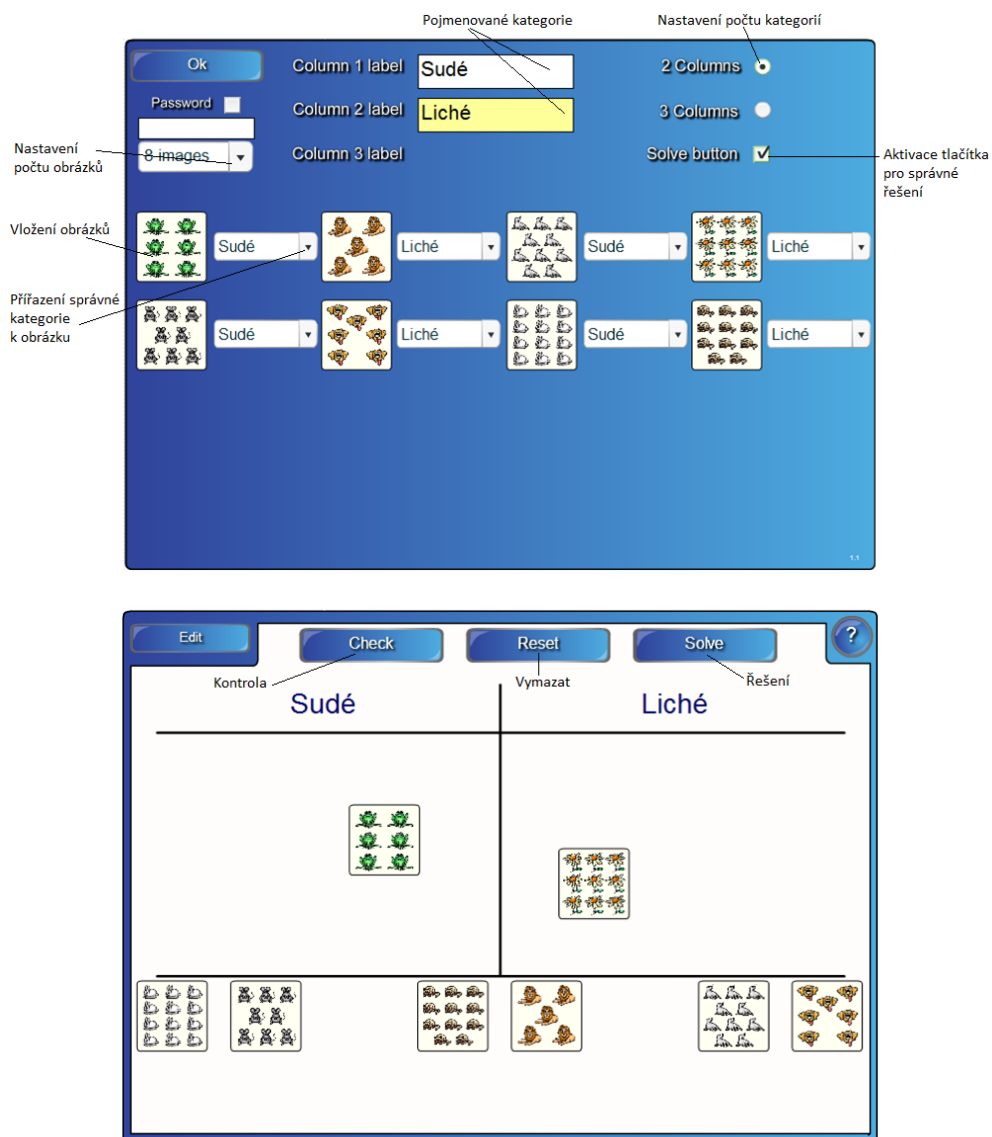 Pojmenované kategorie
Nastavení počtu kategorií
Ok
Column 1 label
Sudé
2 Columns
Password
Column 2 label
Liché
3 Columns
Nastavení
počtu obrázků
8 images
Column 3 label
Solve button
Aktivace tlačítka
pro správné
řešení
Vložení obrázků
Sudé
Liché
Sudé
Liché
Přířazení správné
kategorie
k obrázku
Sudé
Liché
Sudé
Liché
1.1
Edit
Check
Reset
Solve
?
Kontrola
Vymazat
Řešení
Sudé
Liché